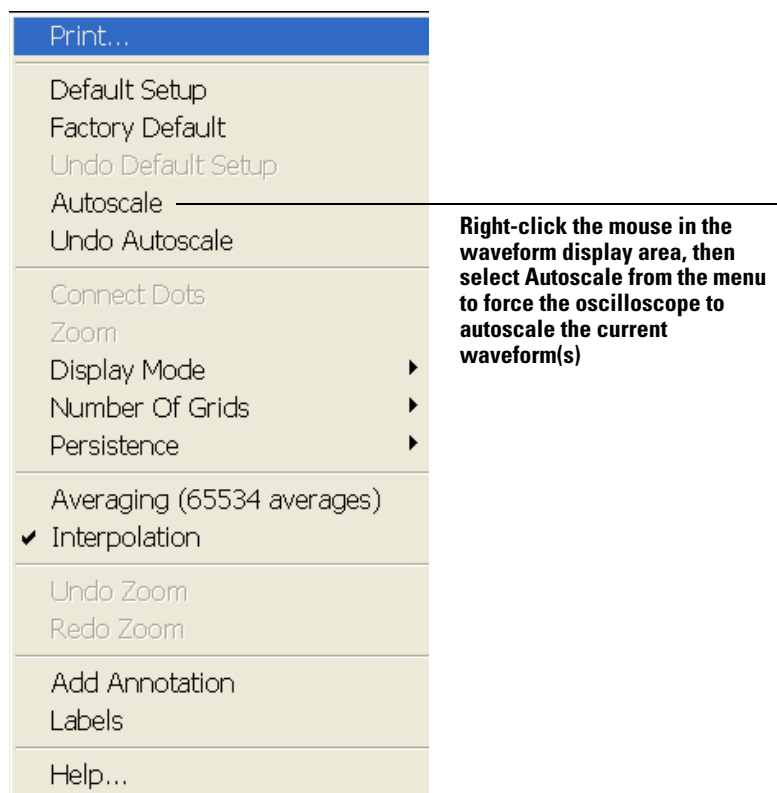 Print...
Default Setup
Factory Default
Undo Default Setup
Autoscale
Undo Autoscale
Connect Dots
Zoom
Display Mode
Number Of Grids
Persistence
Averaging (65534 averages)
Interpolation
Undo Zoom
Redo Zoom
Add Annotation
Labels
Help...
Right-click the mouse in the
waveform display area, then
select Autoscale from the menu
to force the oscilloscope to
autoscale the current
waveform(s)